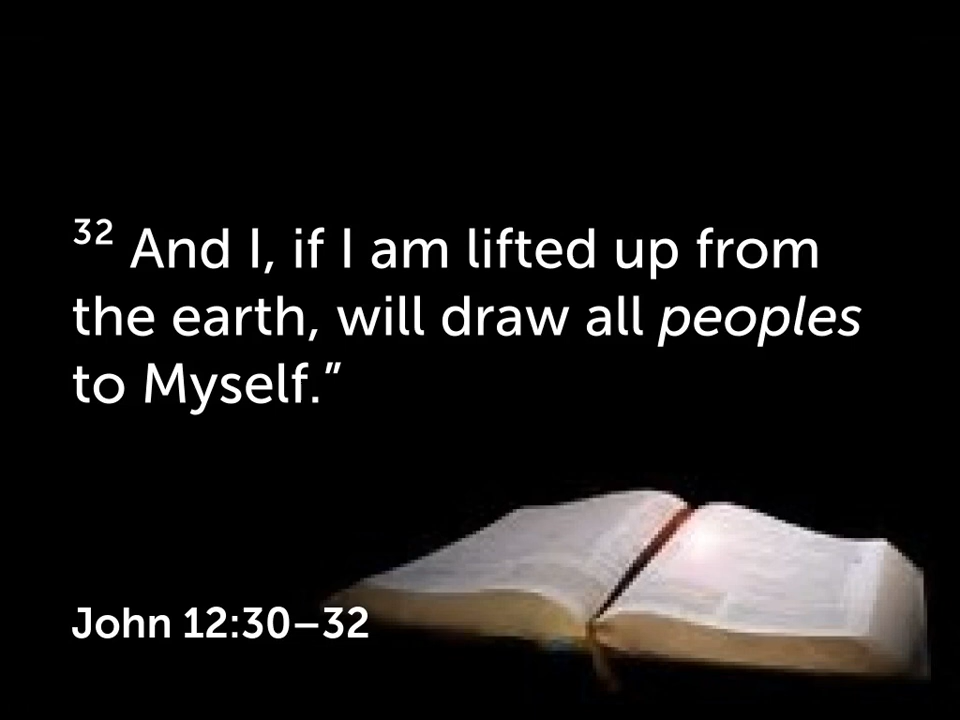 ³² And I, if I am lifted up from
the earth, will draw all peoples
to Myself.”
John 12:30–32